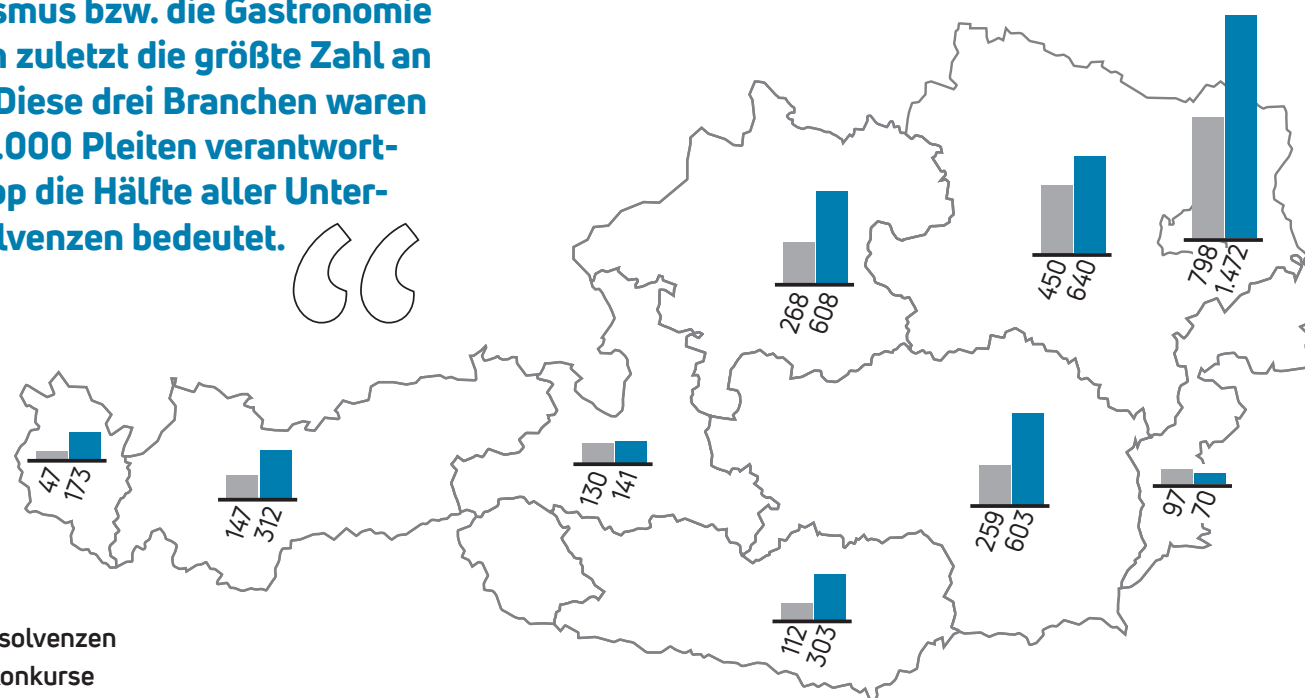 smus bzw. die Gastronomie
zuletzt die größte Zahl an
Diese drei Branchen waren
.000 Pleiten verantwort-
die Hälfte aller Unter-
lvenzen bedeutet.
798
1.472
450
640
268
608
47
173
147
312
130
141
259
603
97
70
112
303
solvenzen
onkurse